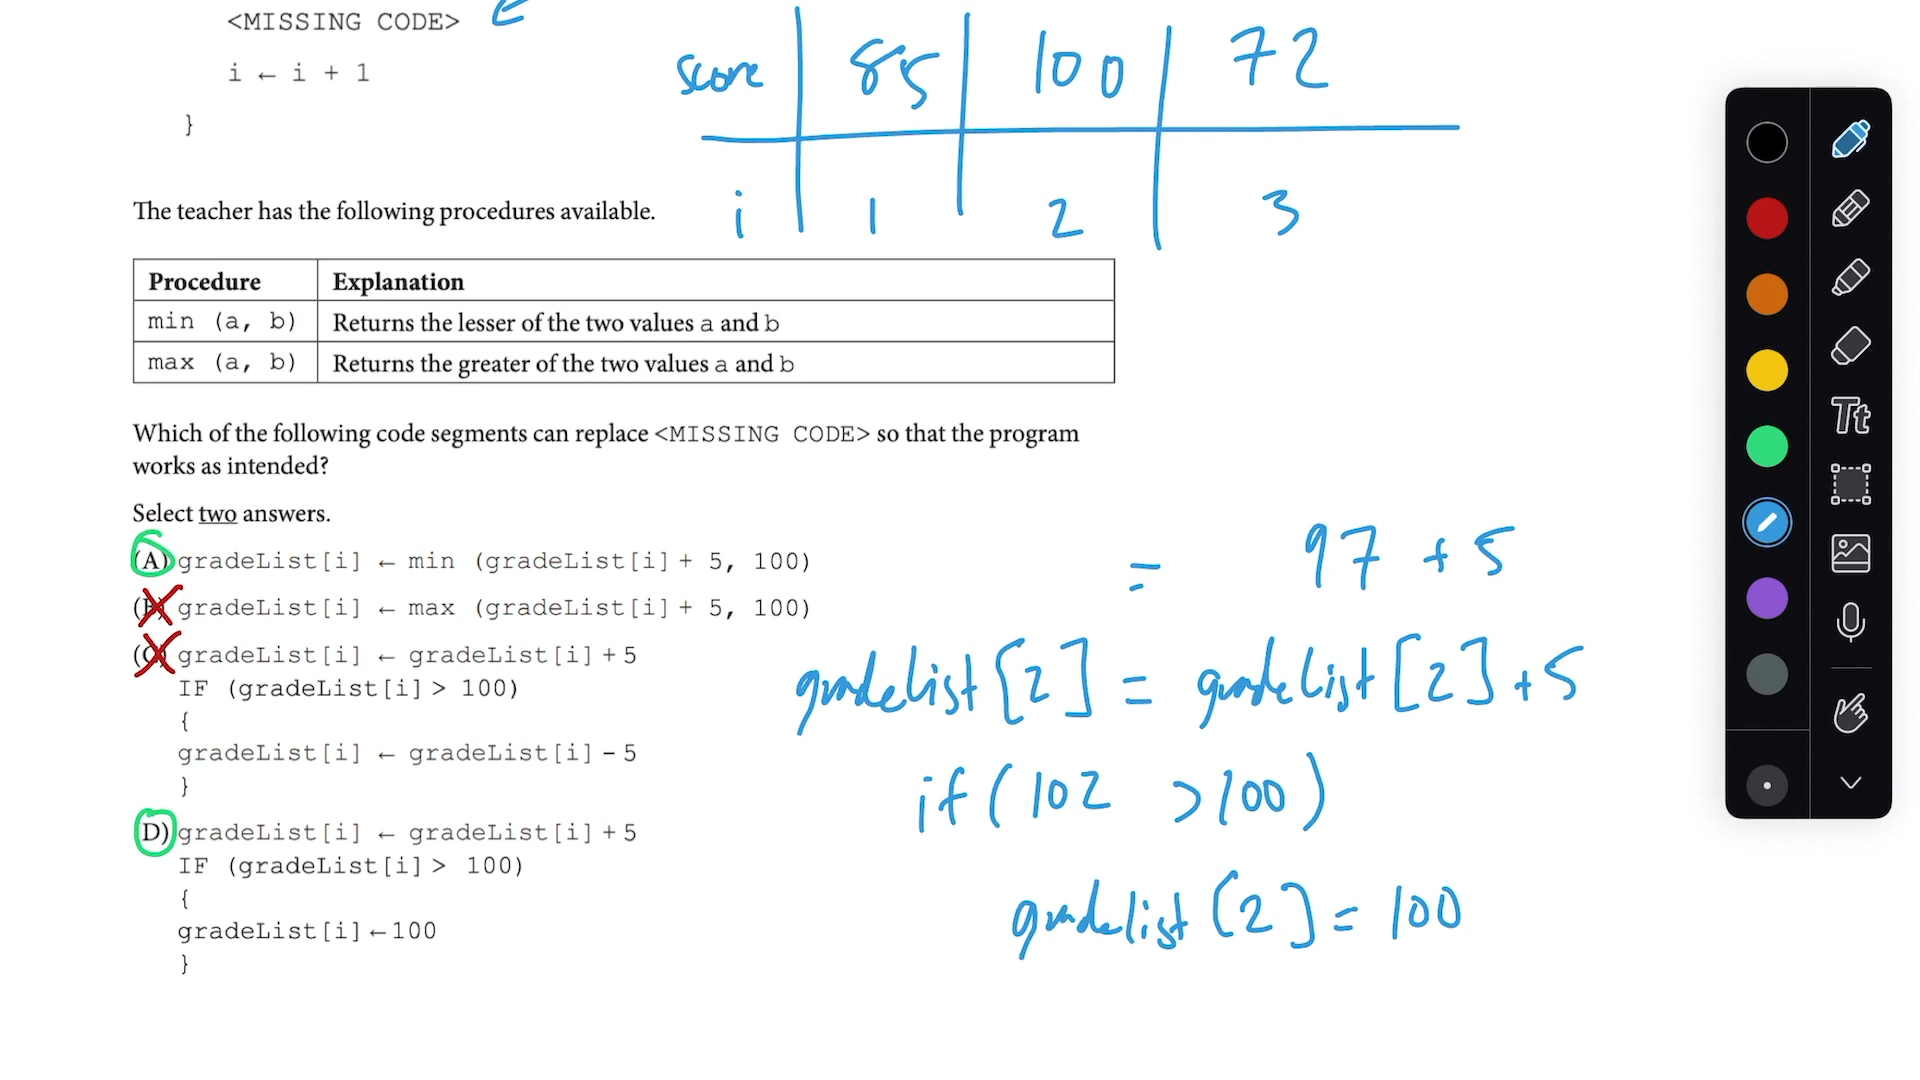 <MISSING CODE>
i ← i + 1
}
score 85 100 72
i 1 2 3
The teacher has the following procedures available.
Procedure Explanation
min (a, b) Returns the lesser of the two values a and b
max (a, b) Returns the greater of the two values a and b
Which of the following code segments can replace <MISSING CODE> so that the program
works as intended?
Select two answers.
(A) gradeList[i] ← min (gradeList[i] + 5, 100)
(B) gradeList[i] ← max (gradeList[i] + 5, 100)
(C) gradeList[i] ← gradeList[i] + 5
IF (gradeList[i] > 100)
{
gradeList[i] ← gradeList[i] - 5
}
D) gradeList[i] ← gradeList[i] + 5
IF (gradeList[i] > 100)
{
gradeList[i] ← 100
}
= 97 + 5
gradelist [2] = gradelist [2] + 5
if ( 102 > 100 )
gradelist [2] = 100
Tt